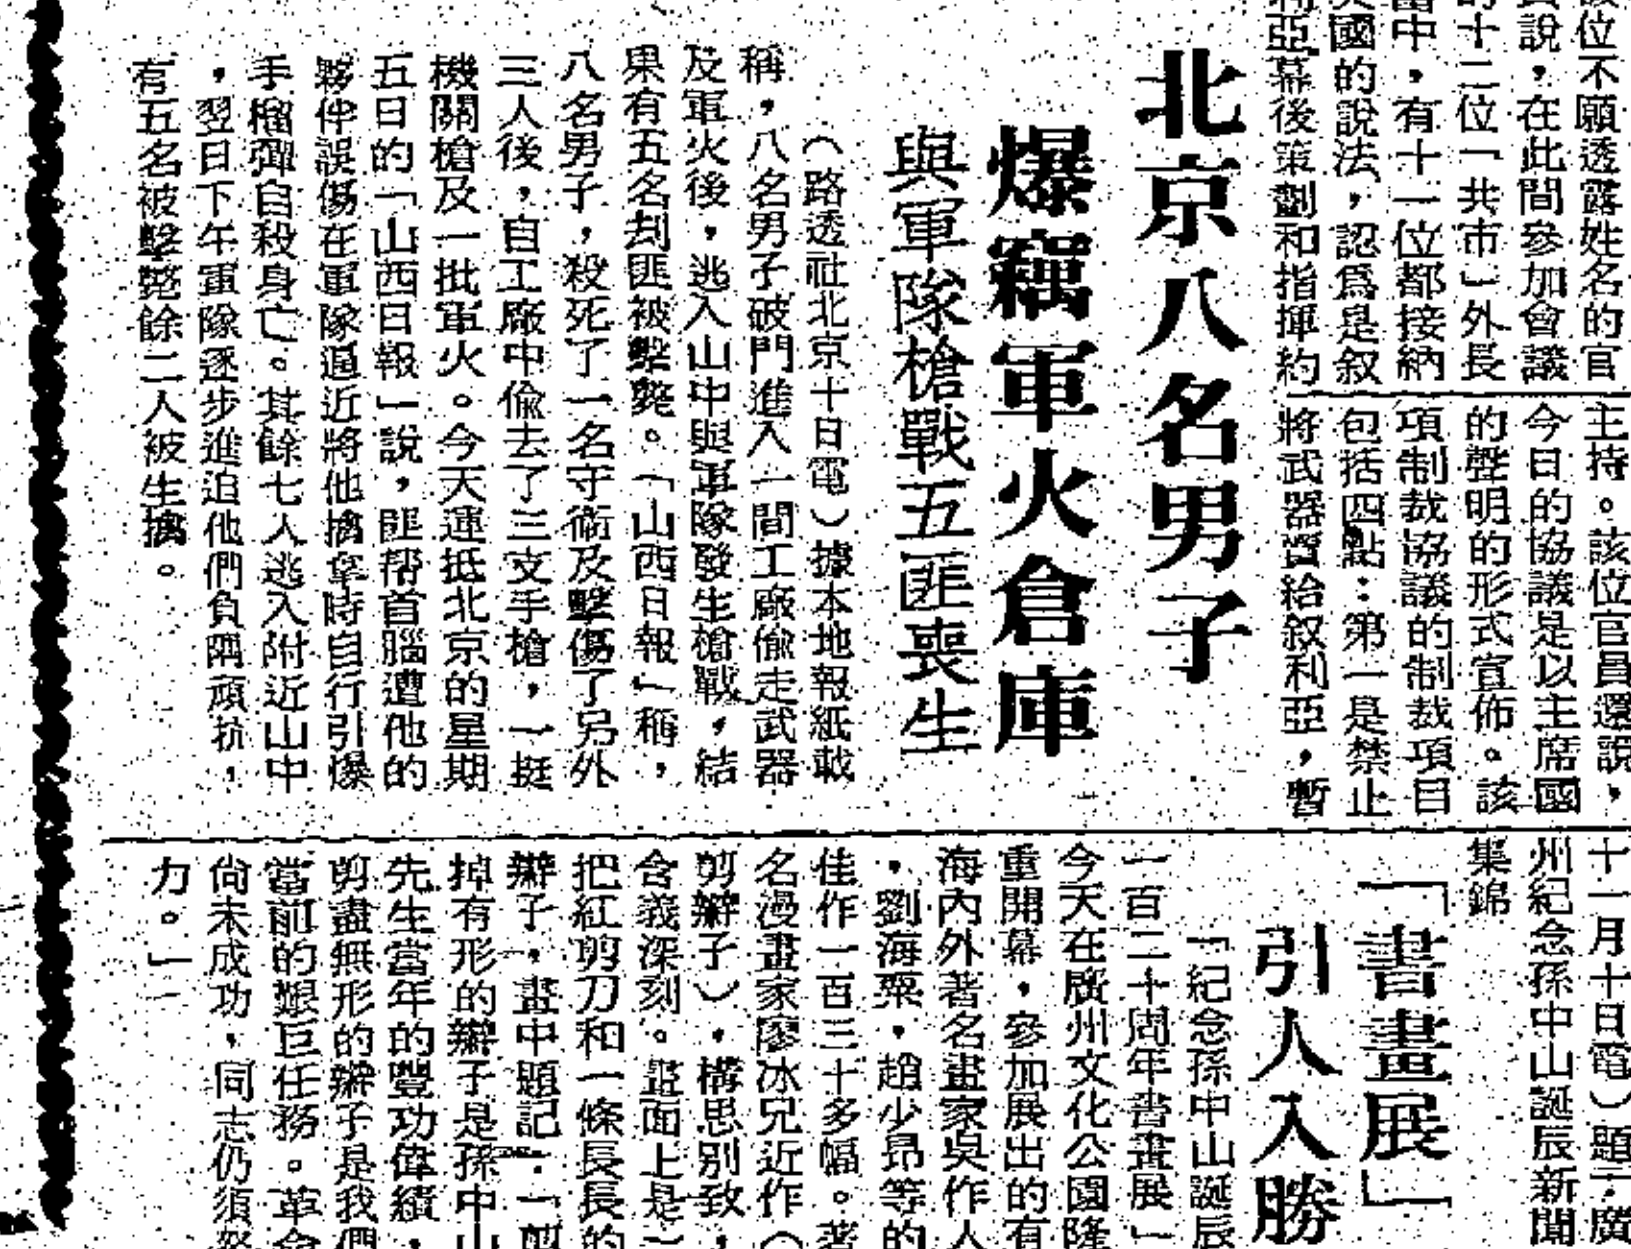 該位不願透露姓名的官
員說，在此間參加會議
的十二位「共市」外長
當中，有十一位都接納
英國的說法，認爲是叙
利亞幕後策劃和指揮約
主持。該位官員還說，
今日的協議是以主席國
的聲明的形式宣佈。該
項制裁協議的制裁項目
包括四點：第一是禁止
將武器賣給叙利亞，暫
北京八名男子
爆竊軍火倉庫
與軍隊槍戰五匪喪生
（路透社北京十日電）據本地報紙載
稱，八名男子破門進入一間工廠偷走武器
及軍火後，逃入山中與軍隊發生槍戰，結
果有五名刦匪被擊斃。「山西日報」稱，
八名男子，殺死了一名守衞及擊傷了另外
三人後，自工廠中偷去了三支手槍，一挺
機關槍及一批軍火。今天運抵北京的星期
五日的「山西日報」說，匪幫首腦遭他的
夥伴誤傷在軍隊逼近將他擒拿時自行引爆
手榴彈自殺身亡。其餘七人逃入附近山中
，翌日下午軍隊逐步進迫他們負隅頑抗，
有五名被擊斃餘二人被生擒。
十一月十日電）題：廣
州紀念孫中山誕辰新聞
集錦
「書畫展」
引人入勝
「紀念孫中山誕辰
一百二十周年書畫展」
今天在廣州文化公園隆
重開幕，參加展出的有
海內外著名畫家吳作人
，劉海粟，趙少昂等的
佳作一百三十多幅。著
名漫畫家廖冰兄近作（
剪辮子），構思別致，
含義深刻。畫面上是一
把紅剪刀和一條長長的
辮子，畫中題記：「剪
掉有形的辮子是孫中山
先生當年的豐功偉績，
剪盡無形的辮子是我們
當前的艱巨任務。革命
尚未成功，同志仍須努
力。」